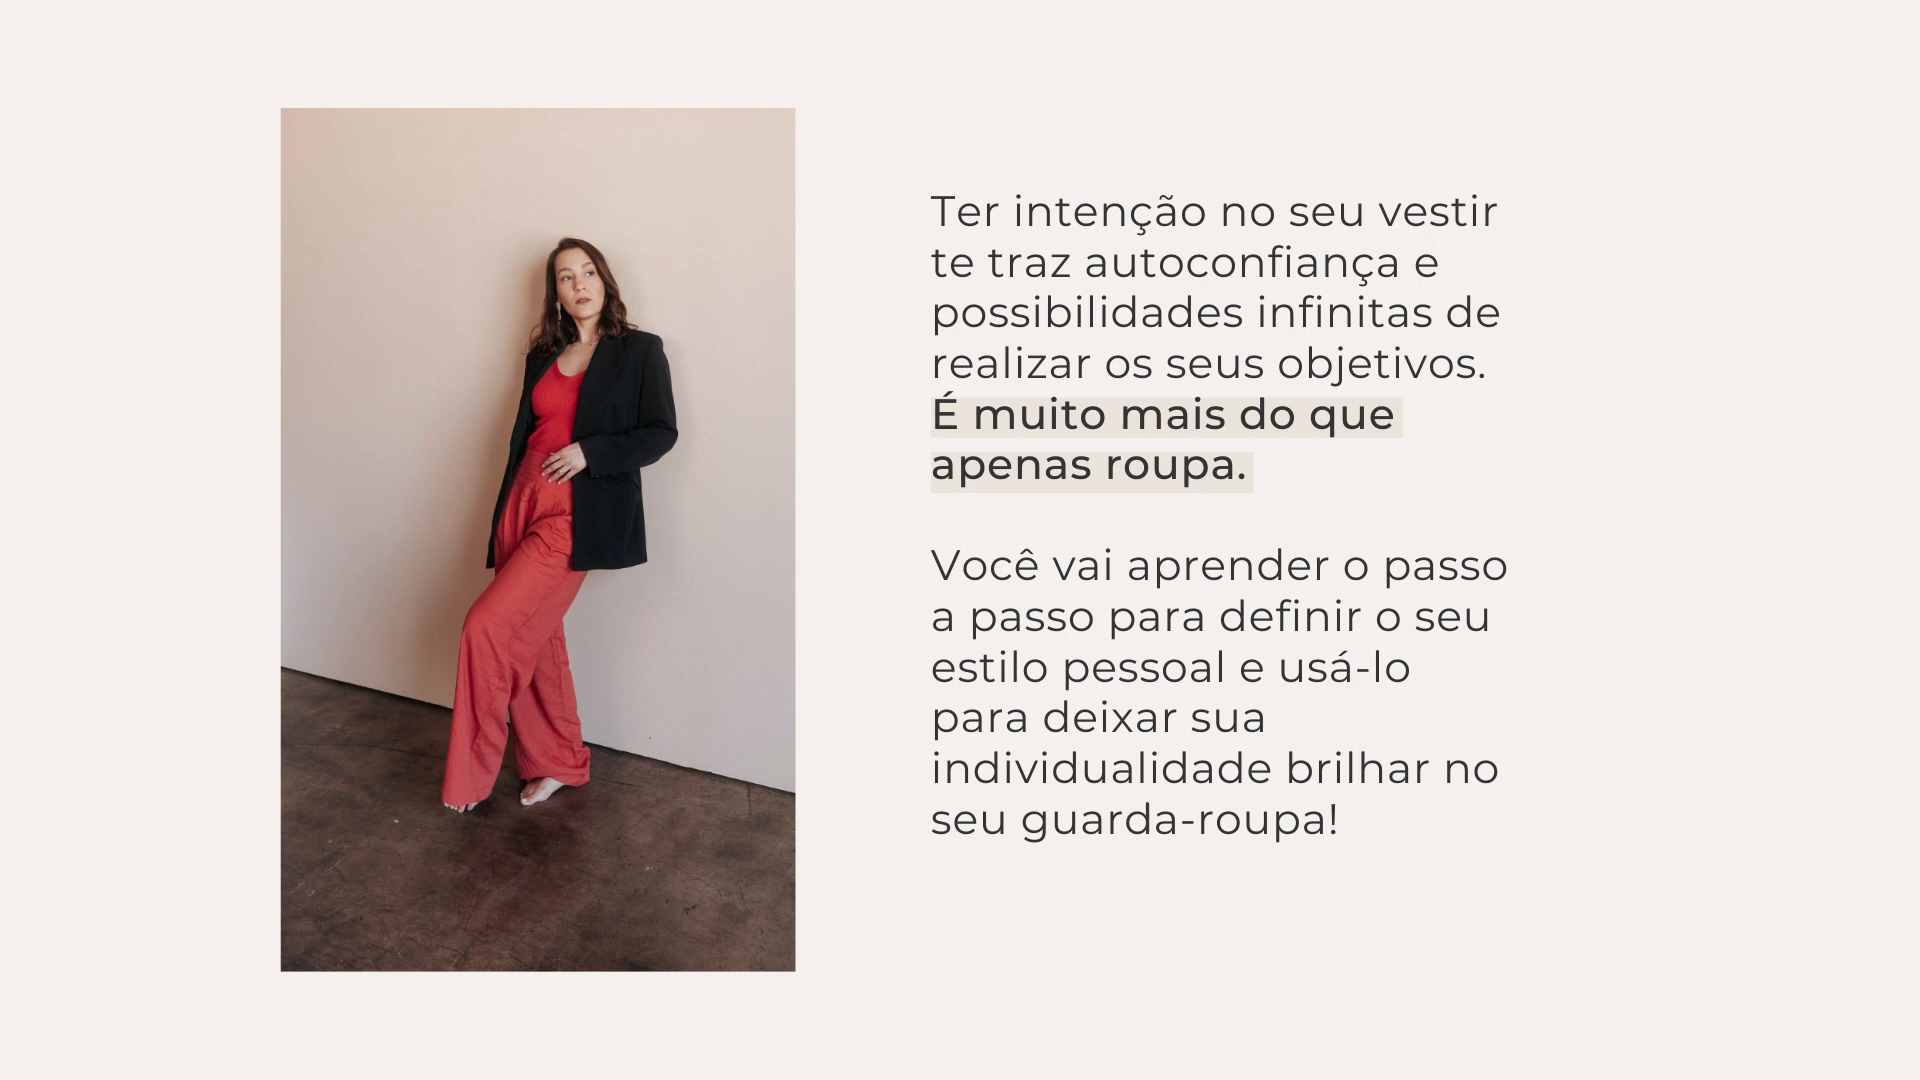 Ter intenção no seu vestir
te traz autoconfiança e
possibilidades infinitas de
realizar os seus objetivos.
É muito mais do que
apenas roupa.
Você vai aprender o passo
a passo para definir o seu
estilo pessoal e usá-lo
para deixar sua
individualidade brilhar no
seu guarda-roupa!